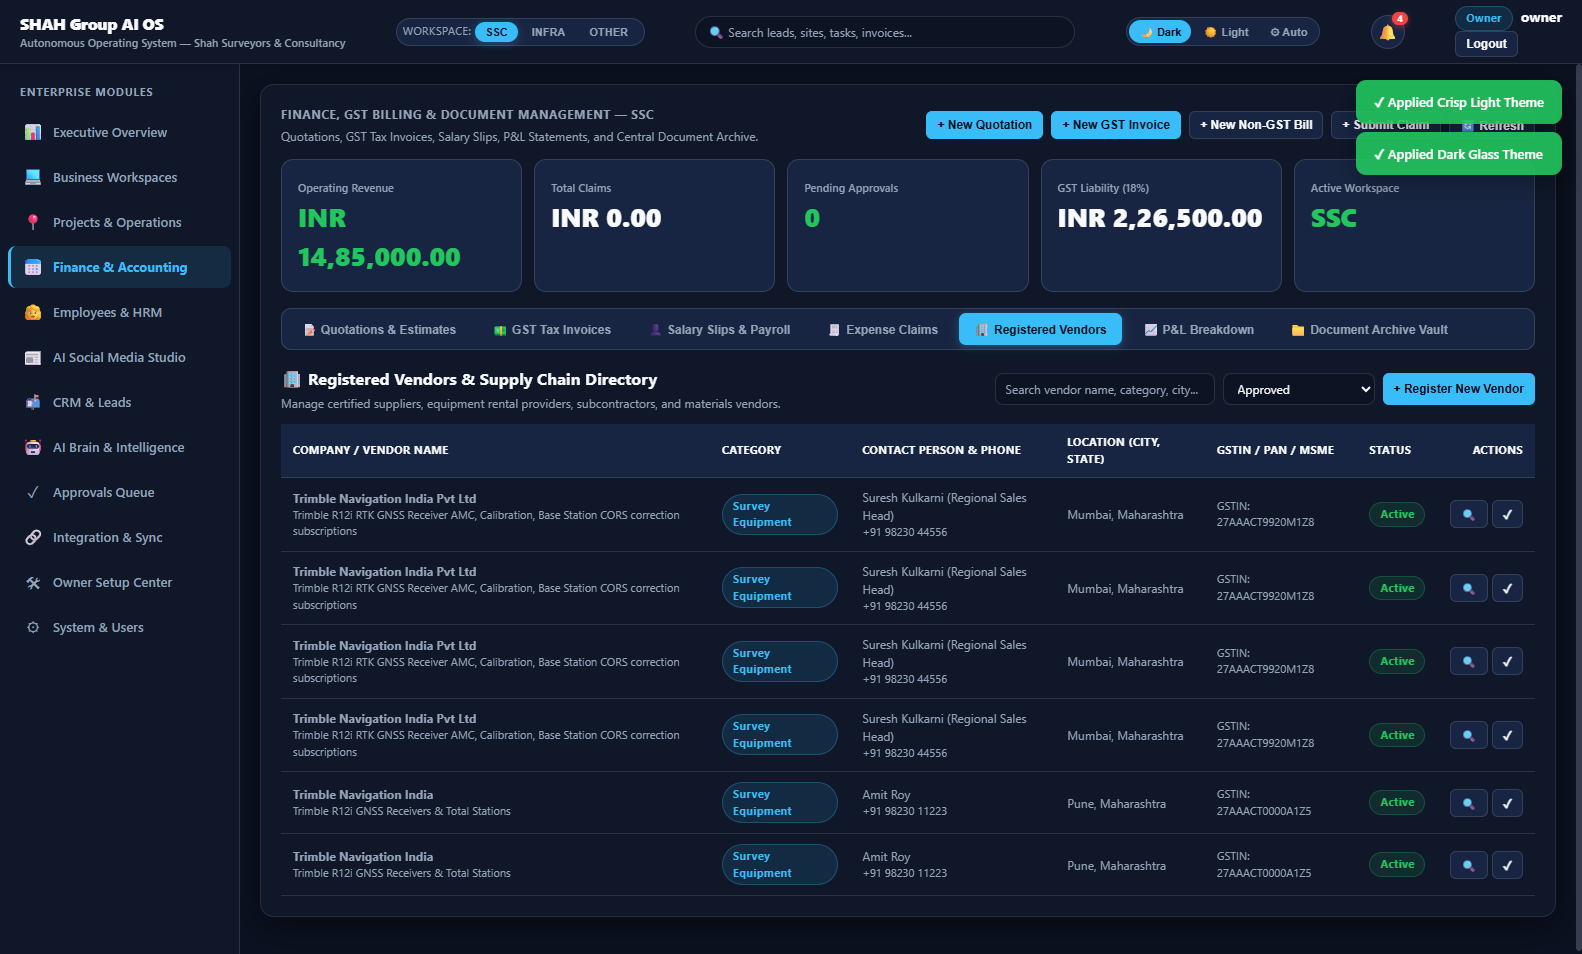 SHAH Group AI OS
Autonomous Operating System — Shah Surveyors & Consultancy
WORKSPACE: SSC INFRA OTHER
Search leads, sites, tasks, invoices...
Dark Light Auto
4
Owner owner
Logout
ENTERPRISE MODULES
Executive Overview
Business Workspaces
Projects & Operations
Finance & Accounting
Employees & HRM
AI Social Media Studio
CRM & Leads
AI Brain & Intelligence
Approvals Queue
Integration & Sync
Owner Setup Center
System & Users
FINANCE, GST BILLING & DOCUMENT MANAGEMENT — SSC
Quotations, GST Tax Invoices, Salary Slips, P&L Statements, and Central Document Archive.
+ New Quotation
+ New GST Invoice
+ New Non-GST Bill
+ Submit Claim
Refresh
✓ Applied Crisp Light Theme
✓ Applied Dark Glass Theme
Operating Revenue
INR
14,85,000.00
Total Claims
INR 0.00
Pending Approvals
0
GST Liability (18%)
INR 2,26,500.00
Active Workspace
SSC
Quotations & Estimates
GST Tax Invoices
Salary Slips & Payroll
Expense Claims
Registered Vendors
P&L Breakdown
Document Archive Vault
Registered Vendors & Supply Chain Directory
Manage certified suppliers, equipment rental providers, subcontractors, and materials vendors.
Search vendor name, category, city...
Approved
+ Register New Vendor
COMPANY / VENDOR NAME
CATEGORY
CONTACT PERSON & PHONE
LOCATION (CITY,
STATE)
GSTIN / PAN / MSME
STATUS
ACTIONS
Trimble Navigation India Pvt Ltd
Trimble R12i RTK GNSS Receiver AMC, Calibration, Base Station CORS correction
subscriptions
Survey
Equipment
Suresh Kulkarni (Regional Sales
Head)
+91 98230 44556
Mumbai, Maharashtra
GSTIN:
27AAACT9920M1Z8
Active
Trimble Navigation India Pvt Ltd
Trimble R12i RTK GNSS Receiver AMC, Calibration, Base Station CORS correction
subscriptions
Survey
Equipment
Suresh Kulkarni (Regional Sales
Head)
+91 98230 44556
Mumbai, Maharashtra
GSTIN:
27AAACT9920M1Z8
Active
Trimble Navigation India Pvt Ltd
Trimble R12i RTK GNSS Receiver AMC, Calibration, Base Station CORS correction
subscriptions
Survey
Equipment
Suresh Kulkarni (Regional Sales
Head)
+91 98230 44556
Mumbai, Maharashtra
GSTIN:
27AAACT9920M1Z8
Active
Trimble Navigation India Pvt Ltd
Trimble R12i RTK GNSS Receiver AMC, Calibration, Base Station CORS correction
subscriptions
Survey
Equipment
Suresh Kulkarni (Regional Sales
Head)
+91 98230 44556
Mumbai, Maharashtra
GSTIN:
27AAACT9920M1Z8
Active
Trimble Navigation India
Trimble R12i GNSS Receivers & Total Stations
Survey
Equipment
Amit Roy
+91 98230 11223
Pune, Maharashtra
GSTIN:
27AAACT0000A1Z5
Active
Trimble Navigation India
Trimble R12i GNSS Receivers & Total Stations
Survey
Equipment
Amit Roy
+91 98230 11223
Pune, Maharashtra
GSTIN:
27AAACT0000A1Z5
Active